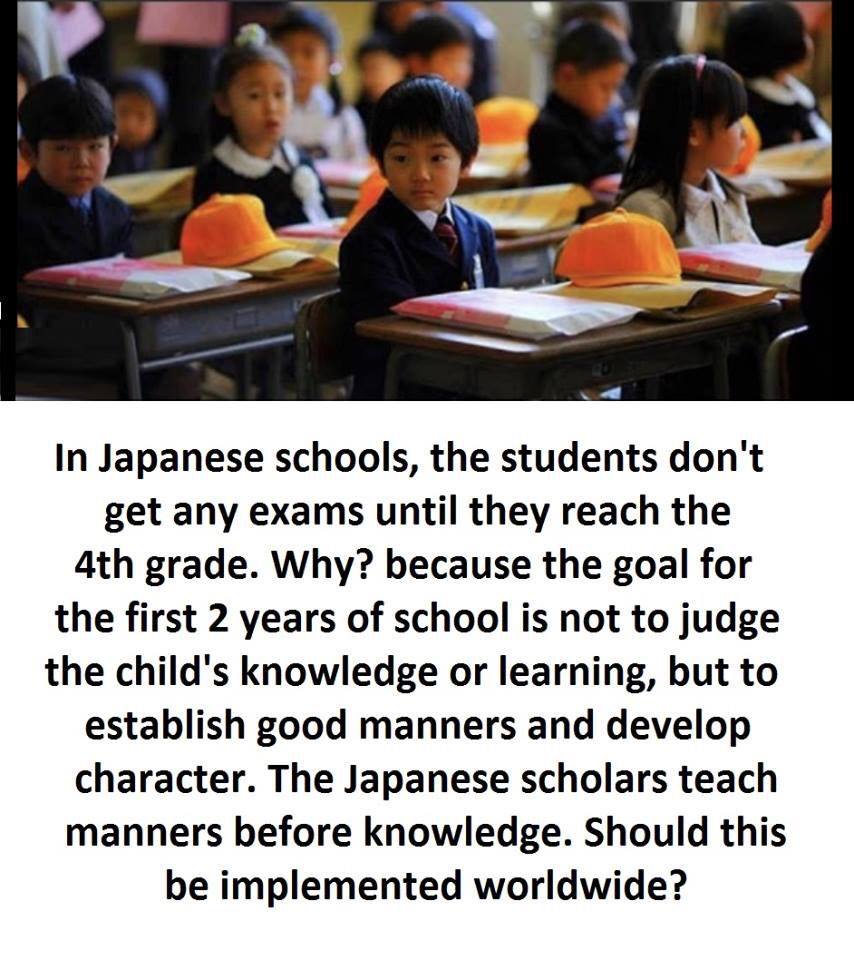 In Japanese schools, the students don't
get any exams until they reach the
4th grade. Why? because the goal for
the first 2 years of school is not to judge
the child's knowledge or learning, but to
establish good manners and develop
character. The Japanese scholars teach
manners before knowledge. Should this
be implemented worldwide?